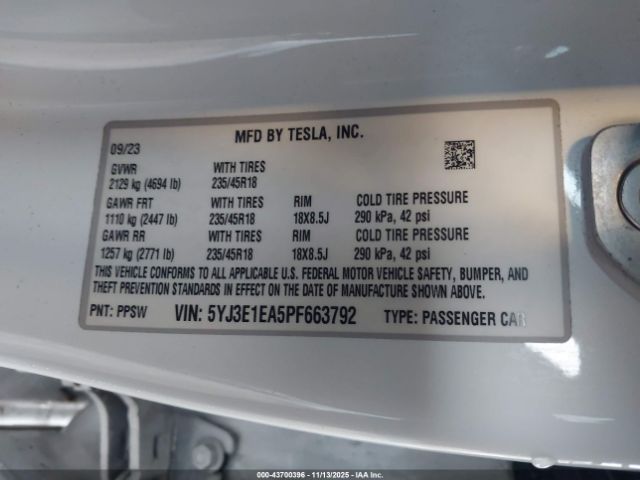 MFD BY TESLA, INC.
09/23
GVWR WITH TIRES
2129 kg (4694 lb) 235/45R18
GAWR FRT WITH TIRES RIM COLD TIRE PRESSURE
1110 kg (2447 lb) 235/45R18 18X8.5J 290 kPa, 42 psi
GAWR RR WITH TIRES RIM COLD TIRE PRESSURE
1257 kg (2771 lb) 235/45R18 18X8.5J 290 kPa, 42 psi
THIS VEHICLE CONFORMS TO ALL APPLICABLE U.S. FEDERAL MOTOR VEHICLE SAFETY, BUMPER, AND
THEFT PREVENTION STANDARDS IN EFFECT ON THE DATE OF MANUFACTURE SHOWN ABOVE.
PNT: PPSW VIN: 5YJ3E1EA5PF663792 TYPE: PASSENGER CAR
000-43700396 - 11/13/2025 - IAA, Inc.